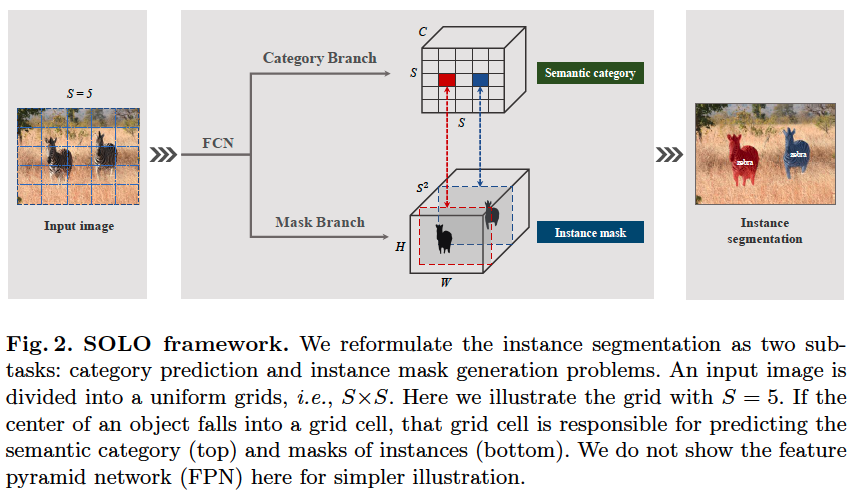 S = 5
Input image
FCN
Category Branch
Mask Branch
C
S
S
Semantic category
S²
H
W
Instance mask
zebra
zebra
Instance
segmentation
Fig. 2. SOLO framework. We reformulate the instance segmentation as two sub-
tasks: category prediction and instance mask generation problems. An input image is
divided into a uniform grids, i.e., S×S. Here we illustrate the grid with S = 5. If the
center of an object falls into a grid cell, that grid cell is responsible for predicting the
semantic category (top) and masks of instances (bottom). We do not show the feature
pyramid network (FPN) here for simpler illustration.